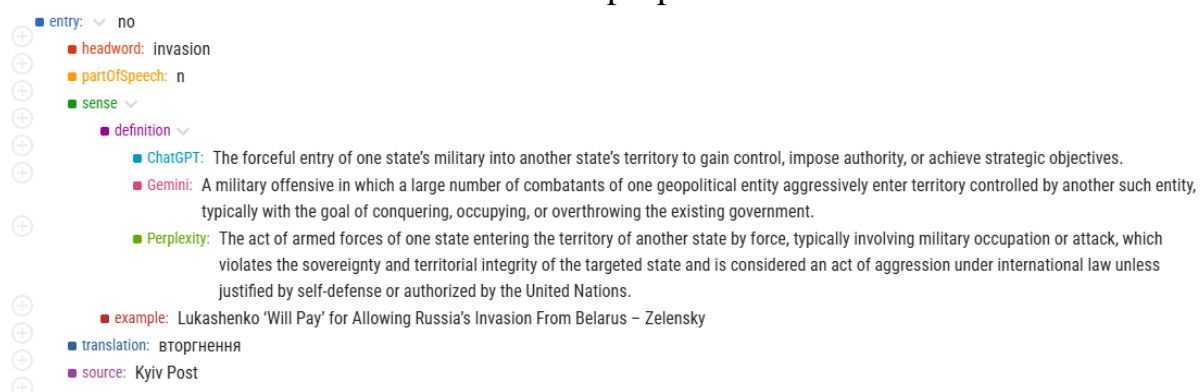 entry: no
headword: invasion
partOfSpeech: n
sense
definition
ChatGPT: The forceful entry of one state’s military into another state’s territory to gain control, impose authority, or achieve strategic objectives.
Gemini: A military offensive in which a large number of combatants of one geopolitical entity aggressively enter territory controlled by another such entity,
typically with the goal of conquering, occupying, or overthrowing the existing government.
Perplexity: The act of armed forces of one state entering the territory of another state by force, typically involving military occupation or attack, which
violates the sovereignty and territorial integrity of the targeted state and is considered an act of aggression under international law unless
justified by self-defense or authorized by the United Nations.
example: Lukashenko ‘Will Pay’ for Allowing Russia’s Invasion From Belarus – Zelensky
translation: вторгнення
source: Kyiv Post